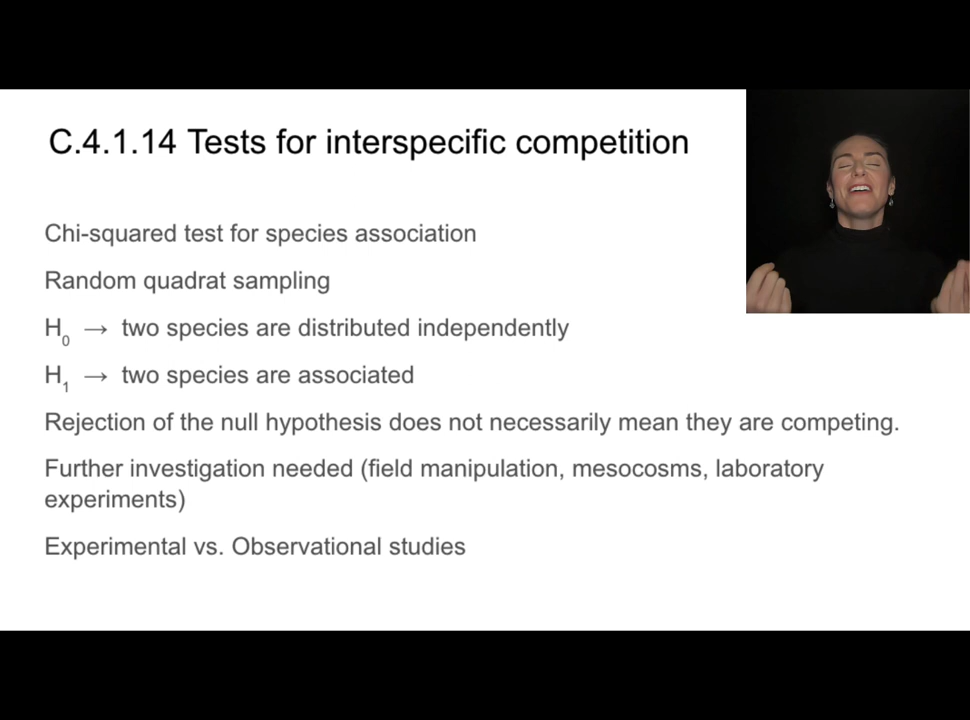 C.4.1.14 Tests for interspecific competition
Chi-squared test for species association
Random quadrat sampling
H₀ → two species are distributed independently
H₁ → two species are associated
Rejection of the null hypothesis does not necessarily mean they are competing.
Further investigation needed (field manipulation, mesocosms, laboratory
experiments)
Experimental vs. Observational studies